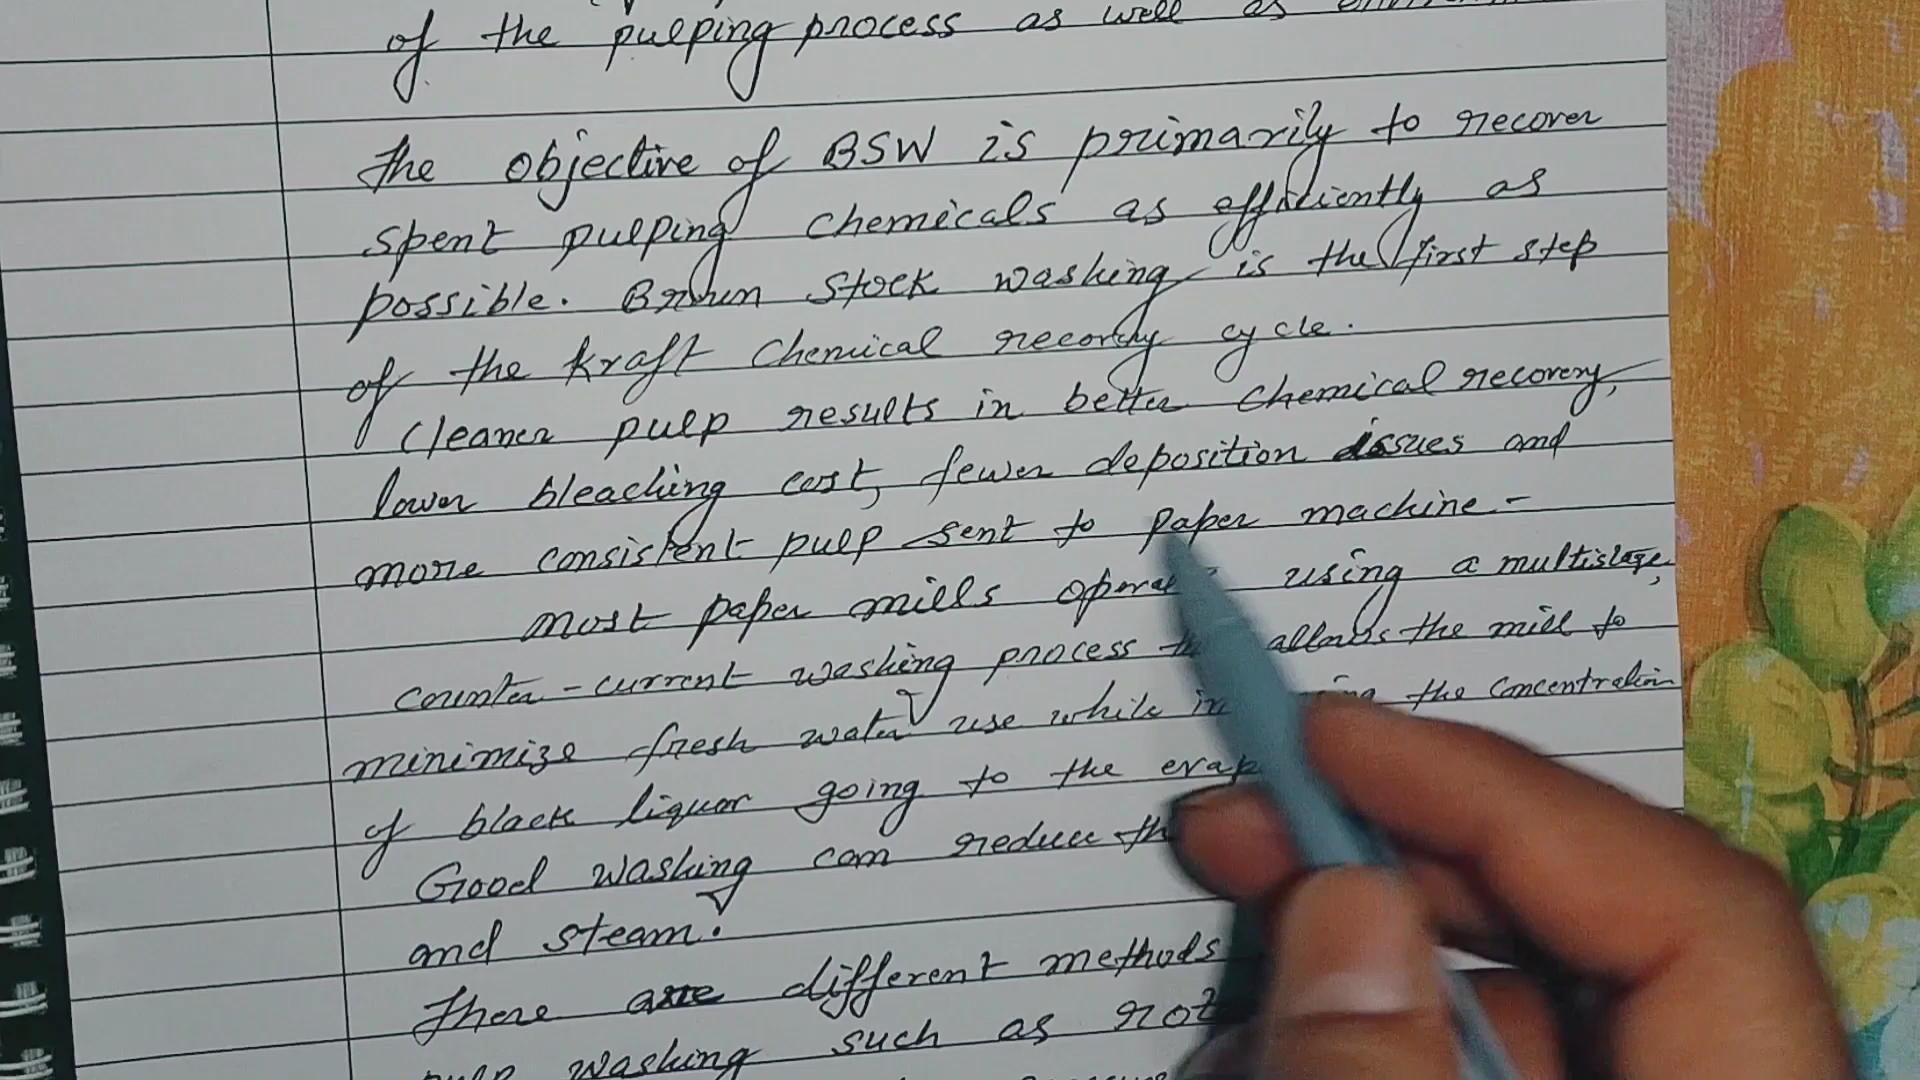 of the pulping process as well as
the objective of BSW is primarily to recover
spent pulping chemicals as efficiently as
possible. Brown stock washing is the first step
of the kraft chemical recovery cycle.
cleaner pulp results in better chemical recovery,
lower bleaching cost, fewer deposition issues and
more consistent pulp sent to paper machine -
most paper mills using a multistage,
counter-current washing process allows the mill to
minimize fresh water use while the concentration
of black liquor going to the
Good washing can reduce
and steam.
There are different methods
pulp washing such as